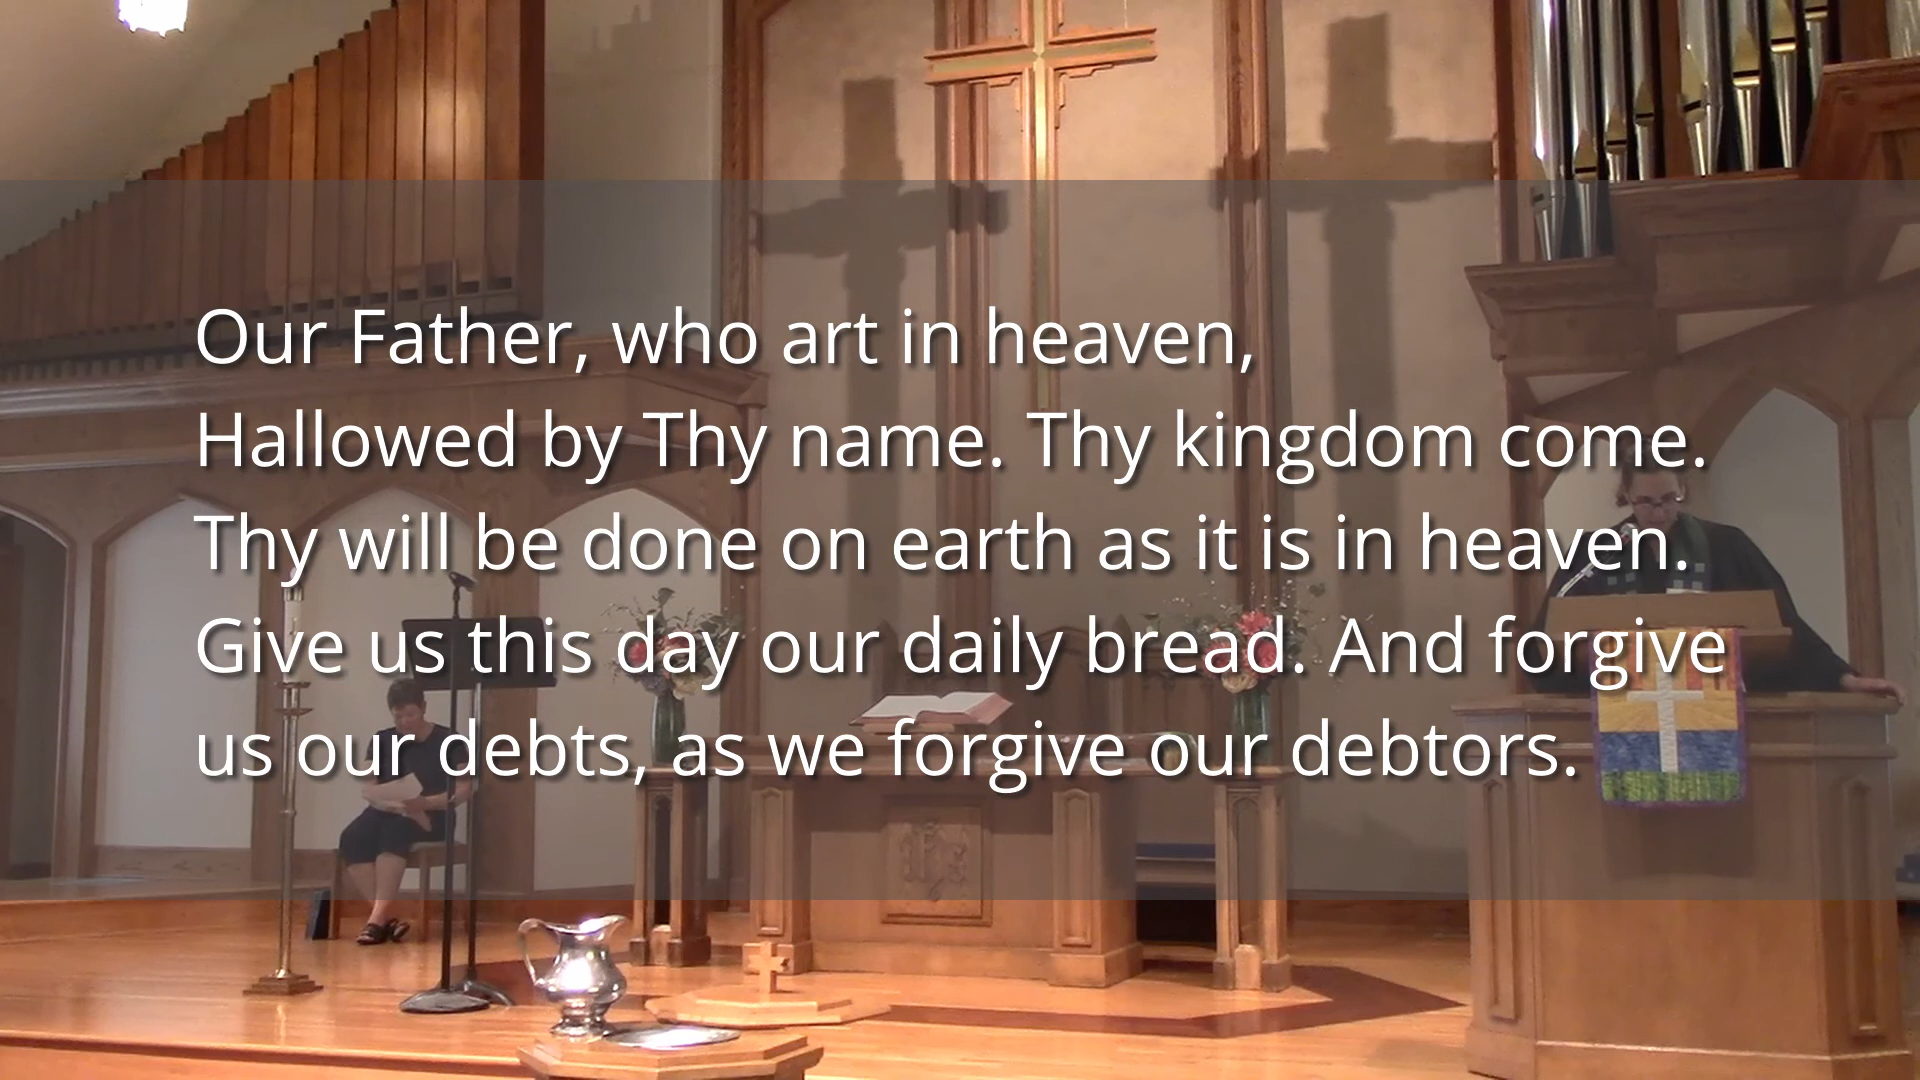 Our Father, who art in heaven,
Hallowed by Thy name. Thy kingdom come.
Thy will be done on earth as it is in heaven.
Give us this day our daily bread. And forgive
us our debts, as we forgive our debtors.